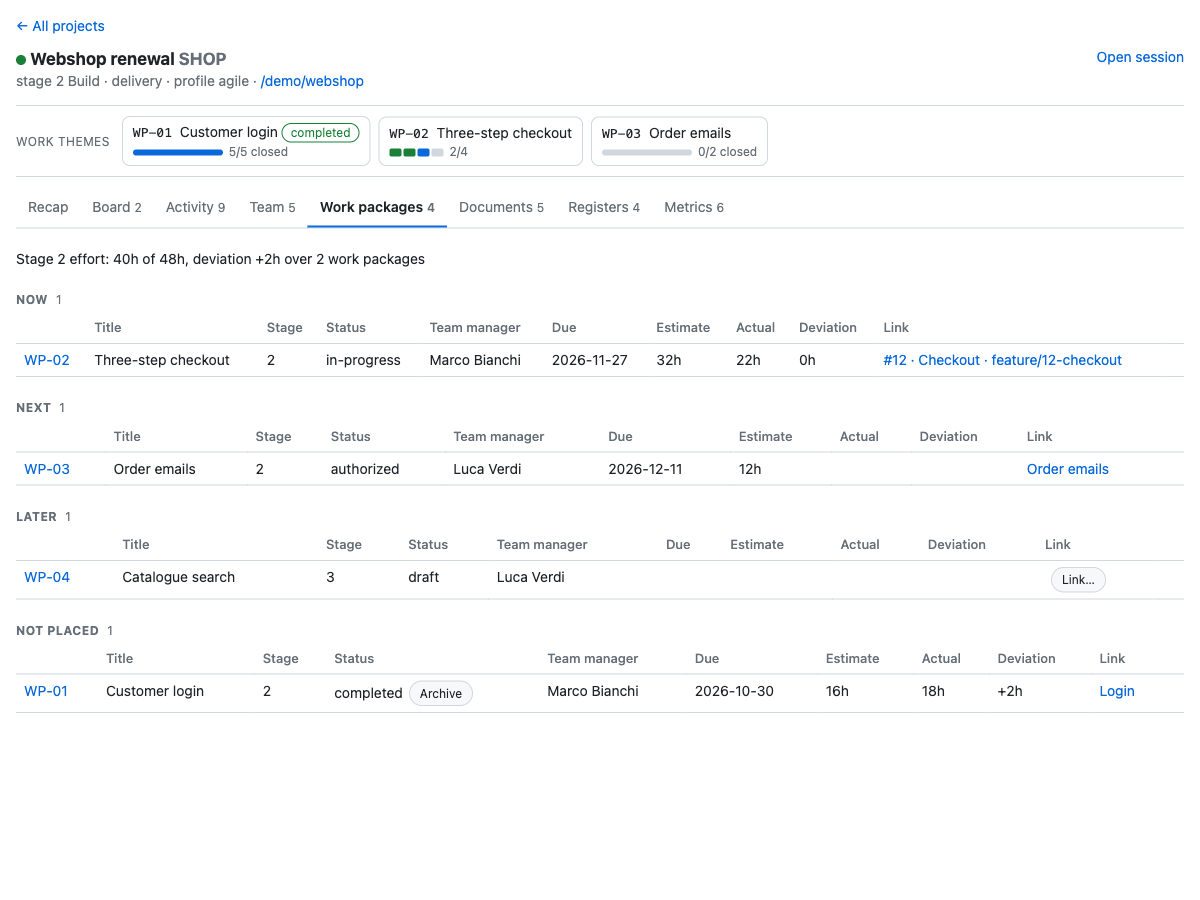 ← All projects
Webshop renewal SHOP
Open session
stage 2 Build · delivery · profile agile · /demo/webshop
WORK THEMES
WP-01 Customer login completed
5/5 closed
WP-02 Three-step checkout
2/4
WP-03 Order emails
0/2 closed
Recap Board 2 Activity 9 Team 5 Work packages 4 Documents 5 Registers 4 Metrics 6
Stage 2 effort: 40h of 48h, deviation +2h over 2 work packages
NOW 1
Title Stage Status Team manager Due Estimate Actual Deviation Link
WP-02 Three-step checkout 2 in-progress Marco Bianchi 2026-11-27 32h 22h 0h #12 · Checkout · feature/12-checkout
NEXT 1
Title Stage Status Team manager Due Estimate Actual Deviation Link
WP-03 Order emails 2 authorized Luca Verdi 2026-12-11 12h Order emails
LATER 1
Title Stage Status Team manager Due Estimate Actual Deviation Link
WP-04 Catalogue search 3 draft Luca Verdi Link...
NOT PLACED 1
Title Stage Status Team manager Due Estimate Actual Deviation Link
WP-01 Customer login 2 completed Archive Marco Bianchi 2026-10-30 16h 18h +2h Login